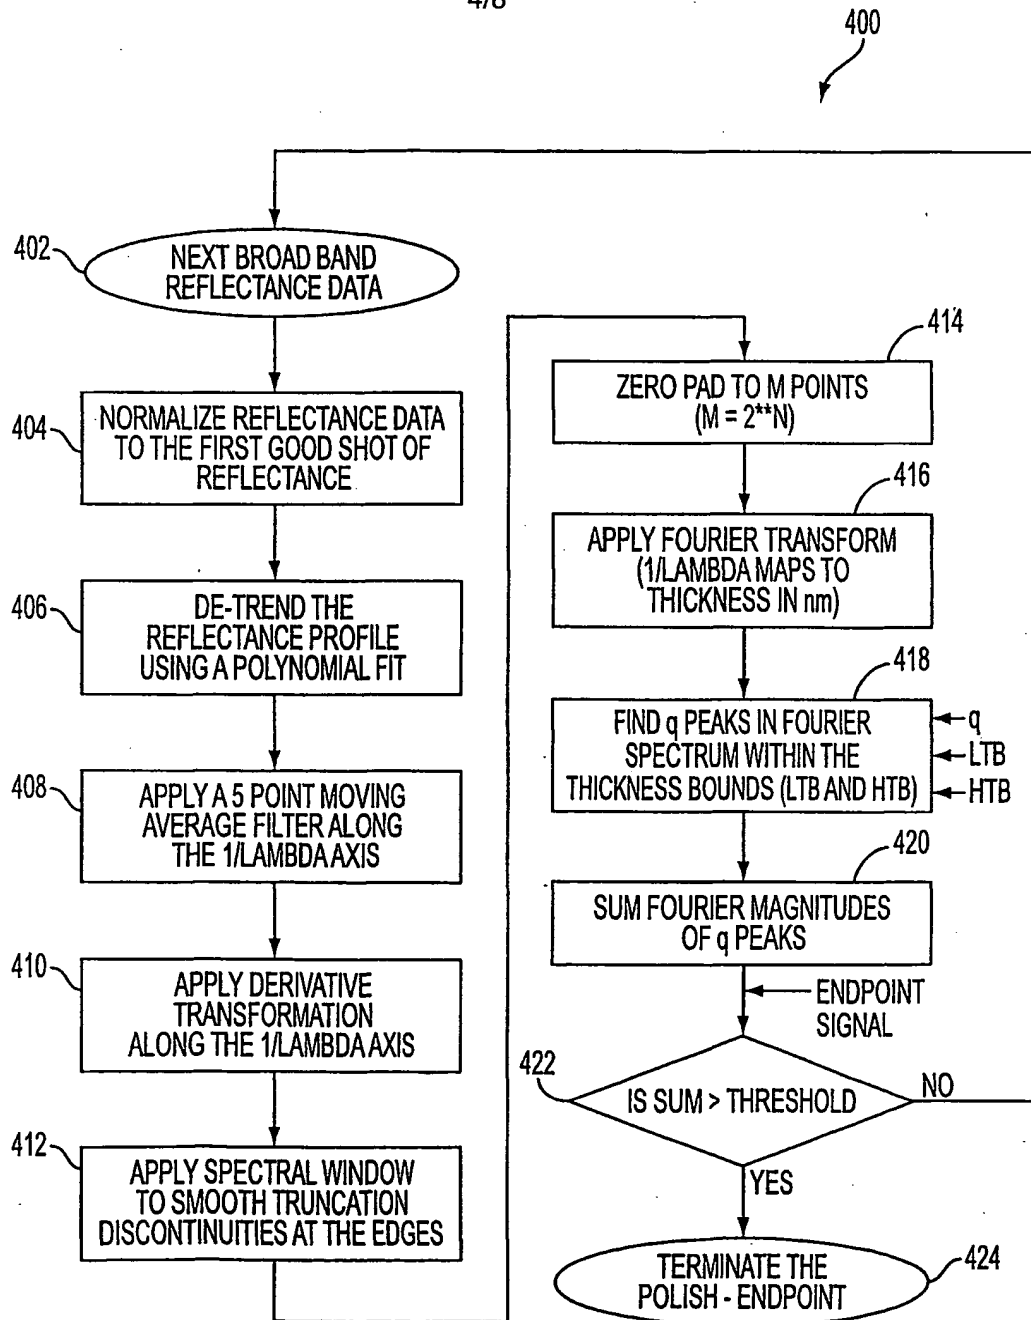 4/8
400
402
NEXT BROAD BAND
REFLECTANCE DATA
404
NORMALIZE REFLECTANCE DATA
TO THE FIRST GOOD SHOT OF
REFLECTANCE
406
DE-TREND THE
REFLECTANCE PROFILE
USING A POLYNOMIAL FIT
408
APPLY A 5 POINT MOVING
AVERAGE FILTER ALONG
THE 1/LAMBDA AXIS
410
APPLY DERIVATIVE
TRANSFORMATION
ALONG THE 1/LAMBDA AXIS
412
APPLY SPECTRAL WINDOW
TO SMOOTH TRUNCATION
DISCONTINUITIES AT THE EDGES
414
ZERO PAD TO M POINTS
(M = 2**N)
416
APPLY FOURIER TRANSFORM
(1/LAMBDA MAPS TO
THICKNESS IN nm)
418
FIND q PEAKS IN FOURIER
SPECTRUM WITHIN THE
THICKNESS BOUNDS (LTB AND HTB)
q
LTB
HTB
420
SUM FOURIER MAGNITUDES
OF q PEAKS
ENDPOINT
SIGNAL
422
IS SUM > THRESHOLD
NO
YES
TERMINATE THE
POLISH - ENDPOINT
424